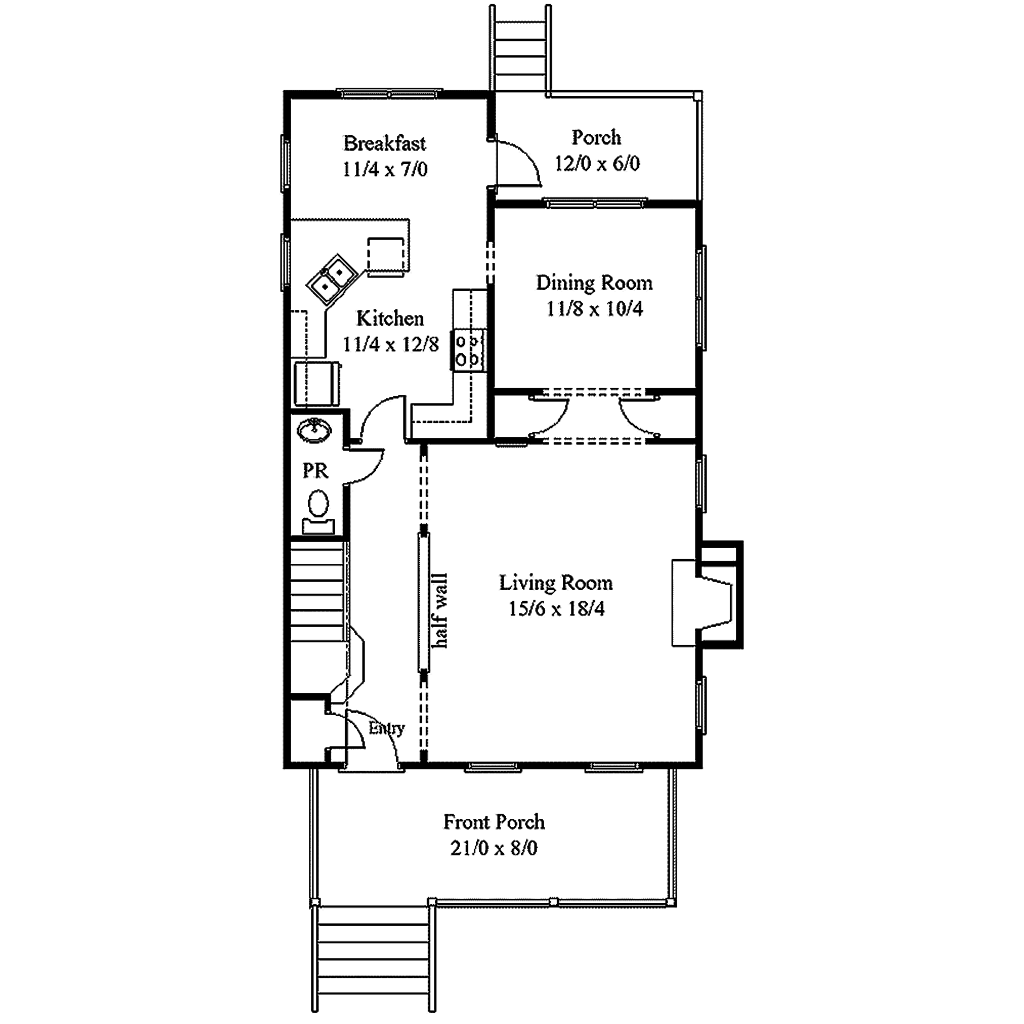 Breakfast
11/4 x 7/0
Porch
12/0 x 6/0
Dining Room
11/8 x 10/4
Kitchen
11/4 x 12/8
PR
half wall
Living Room
15/6 x 18/4
Entry
Front Porch
21/0 x 8/0